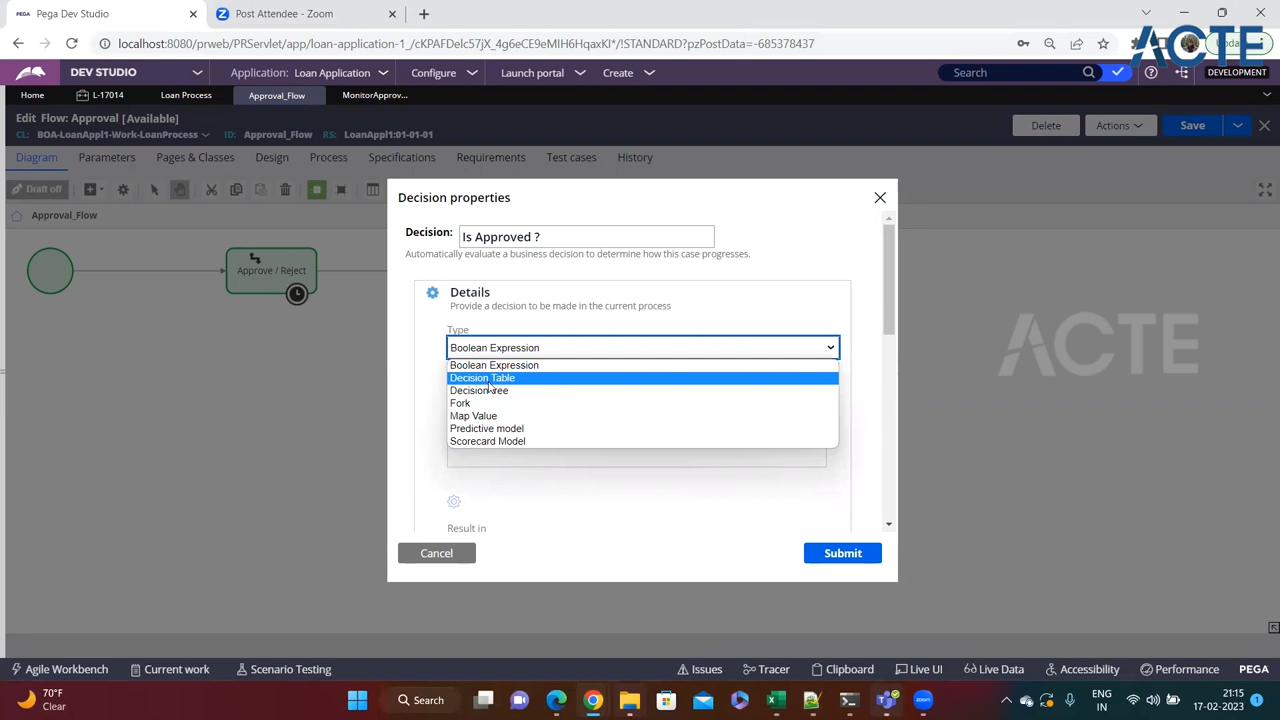 PEGA Pega Dev Studio
Post Attendee - Zoom
localhost:8080/prweb/PRServlet/app/loan-application-1_/
!STANDARD?pzPostData=-685378437
ACTE
DEV STUDIO
Application: Loan Application
Configure
Launch portal
Create
Search
DEVELOPMENT
Home
L-17014
Loan Process
Approval_Flow
MonitorApprov...
Edit Flow: Approval [Available]
CL: BOA-LoanAppl1-Work-LoanProcess ID: Approval_Flow RS: LoanAppl1:01-01-01
Delete
Actions
Save
Diagram
Parameters
Pages & Classes
Design
Process
Specifications
Requirements
Test cases
History
Draft off
Approval_Flow
Approve / Reject
Decision properties
Decision: Is Approved ?
Automatically evaluate a business decision to determine how this case progresses.
Details
Provide a decision to be made in the current process
Type
Boolean Expression
Boolean Expression
Decision Table
Decision Tree
Fork
Map Value
Predictive model
Scorecard Model
Result in
Cancel
Submit
ACTE
Agile Workbench
Current work
Scenario Testing
Issues
Tracer
Clipboard
Live UI
Live Data
Accessibility
Performance
PEGA
70°F
Clear
Search
ENG
IN
21:15
17-02-2023